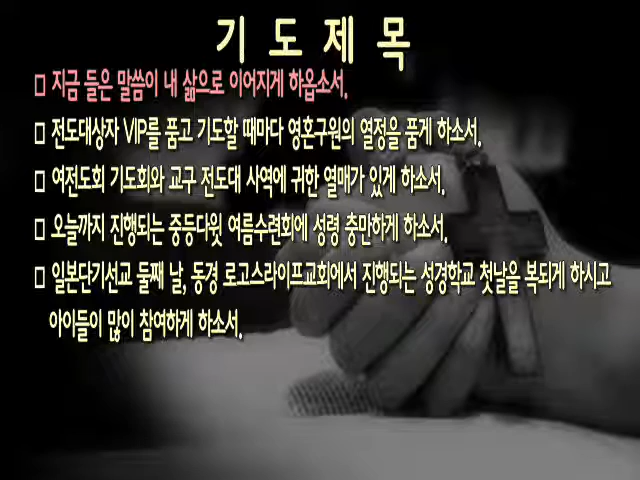 기 도 제 목
□ 지금 들은 말씀이 내 삶으로 이어지게 하옵소서.
□ 전도대상자 VIP를 품고 기도할 때마다 영혼구원의 열정을 품게 하소서.
□ 여전도회 기도회와 교구 전도대 사역에 귀한 열매가 있게 하소서.
□ 오늘까지 진행되는 중등다윗 여름수련회에 성령 충만하게 하소서.
□ 일본단기선교 둘째 날, 동경 로고스라이프교회에서 진행되는 성경학교 첫날을 복되게 하시고
아이들이 많이 참여하게 하소서.